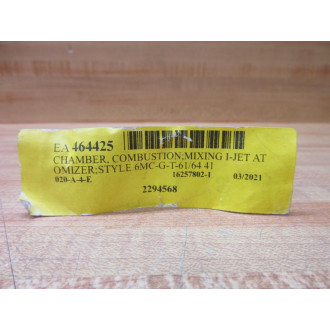 EA 464425
CHAMBER, COMBUSTION;MIXING I-JET AT
OMIZER;STYLE 6MC-G-T-61/64 41
020-A-4-E 16257802-1 03/2021
2294568